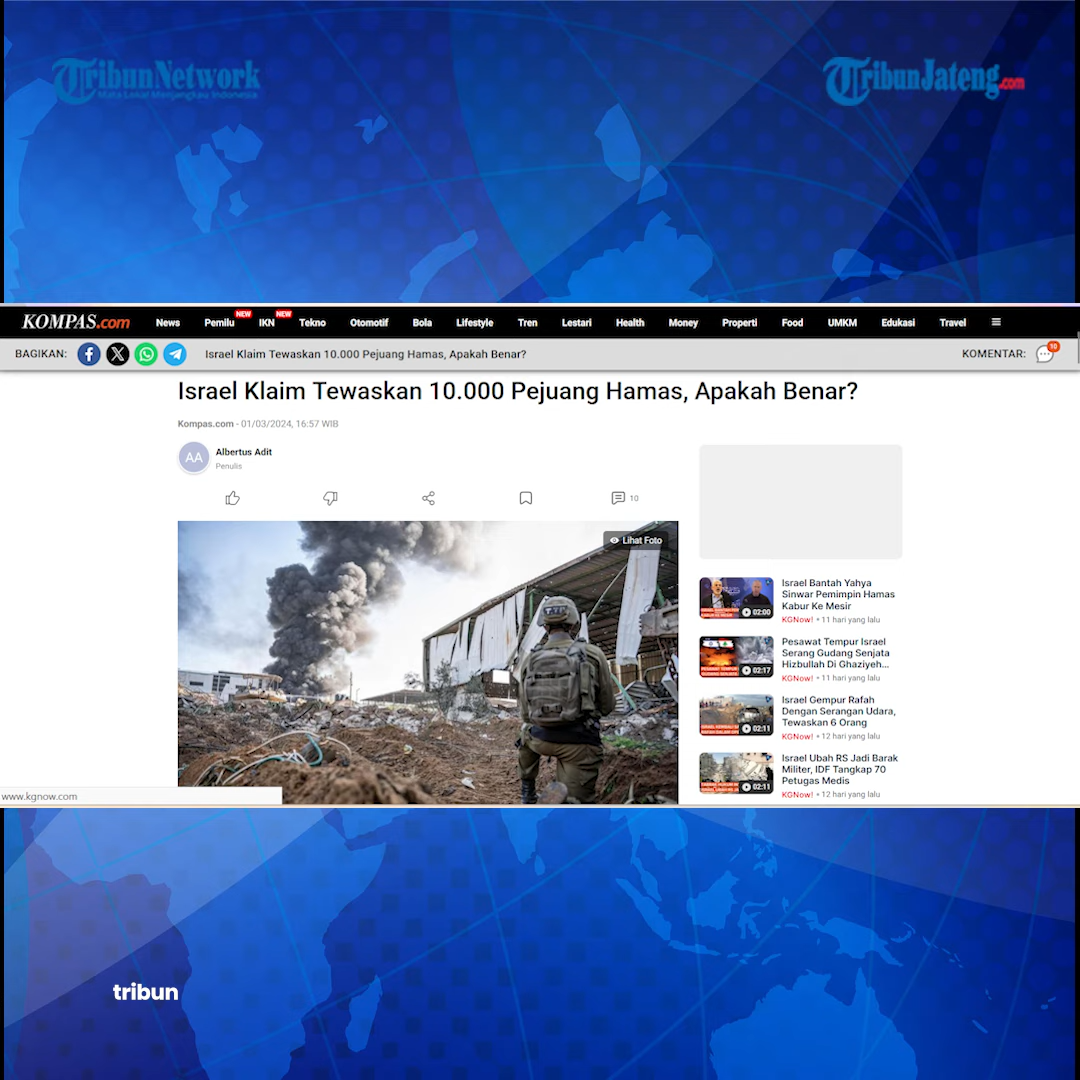 TribunNetwork
Mata Lokal Menjangkau Indonesia
TribunJateng.com
KOMPAS.com
News
Pemilu
NEW
IKN
NEW
Tekno
Otomotif
Bola
Lifestyle
Tren
Lestari
Health
Money
Properti
Food
UMKM
Edukasi
Travel
BAGIKAN:
Israel Klaim Tewaskan 10.000 Pejuang Hamas, Apakah Benar?
KOMENTAR:
10
Israel Klaim Tewaskan 10.000 Pejuang Hamas, Apakah Benar?
Kompas.com - 01/03/2024, 16:57 WIB
AA
Albertus Adit
Penulis
10
Lihat Foto
02:00
Israel Bantah Yahya
Sinwar Pemimpin Hamas
Kabur Ke Mesir
KGNow! • 11 hari yang lalu
02:17
Pesawat Tempur Israel
Serang Gudang Senjata
Hizbullah Di Ghaziyeh...
KGNow! • 11 hari yang lalu
02:11
Israel Gempur Rafah
Dengan Serangan Udara,
Tewaskan 6 Orang
KGNow! • 12 hari yang lalu
02:11
Israel Ubah RS Jadi Barak
Militer, IDF Tangkap 70
Petugas Medis
KGNow! • 12 hari yang lalu
www.kgnow.com
tribun